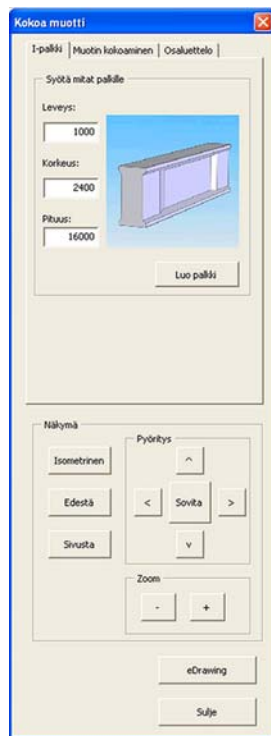 Kokoa muotti
I-palkki Muotin kokoaminen Osaluettelo
Syötä mitat palkille
Leveys:
1000
Korkeus:
2400
Pituus:
16000
Luo palkki
Näkymä
Isometrinen
Edestä
Sivusta
Pyöritys
^
< Sovita >
v
Zoom
- +
eDrawing
Sulje